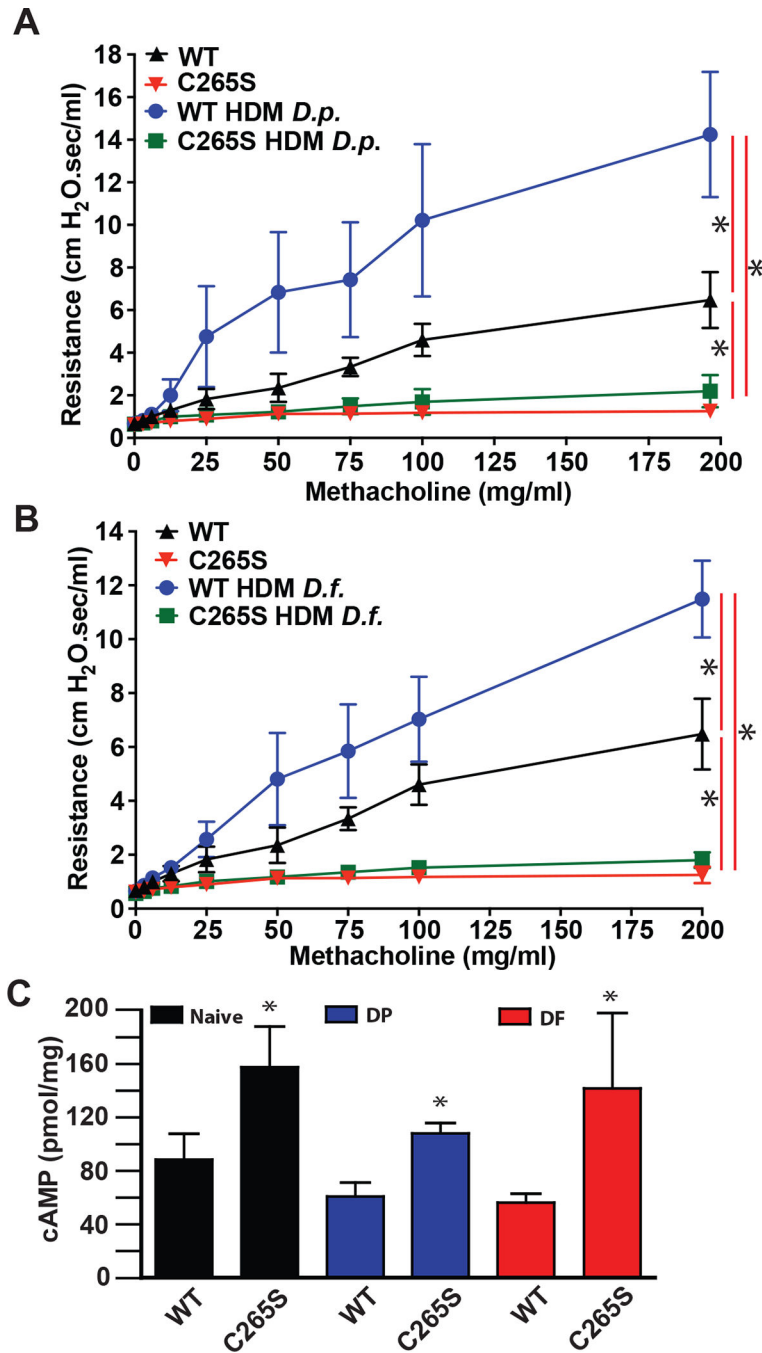 A
WT
C265S
WT HDM D.p.
C265S HDM D.p.
Resistance (cm H2O.sec/ml)
18
16
14
12
10
8
6
4
2
0
* * *
0 25 50 75 100 125 150 175 200
Methacholine (mg/ml)
B
WT
C265S
WT HDM D.f.
C265S HDM D.f.
Resistance (cm H2O.sec/ml)
14
12
10
8
6
4
2
0
* * *
0 25 50 75 100 125 150 175 200
Methacholine (mg/ml)
C
Naive DP DF
cAMP (pmol/mg)
200
160
120
80
40
0
* * *
WT C265S WT C265S WT C265S